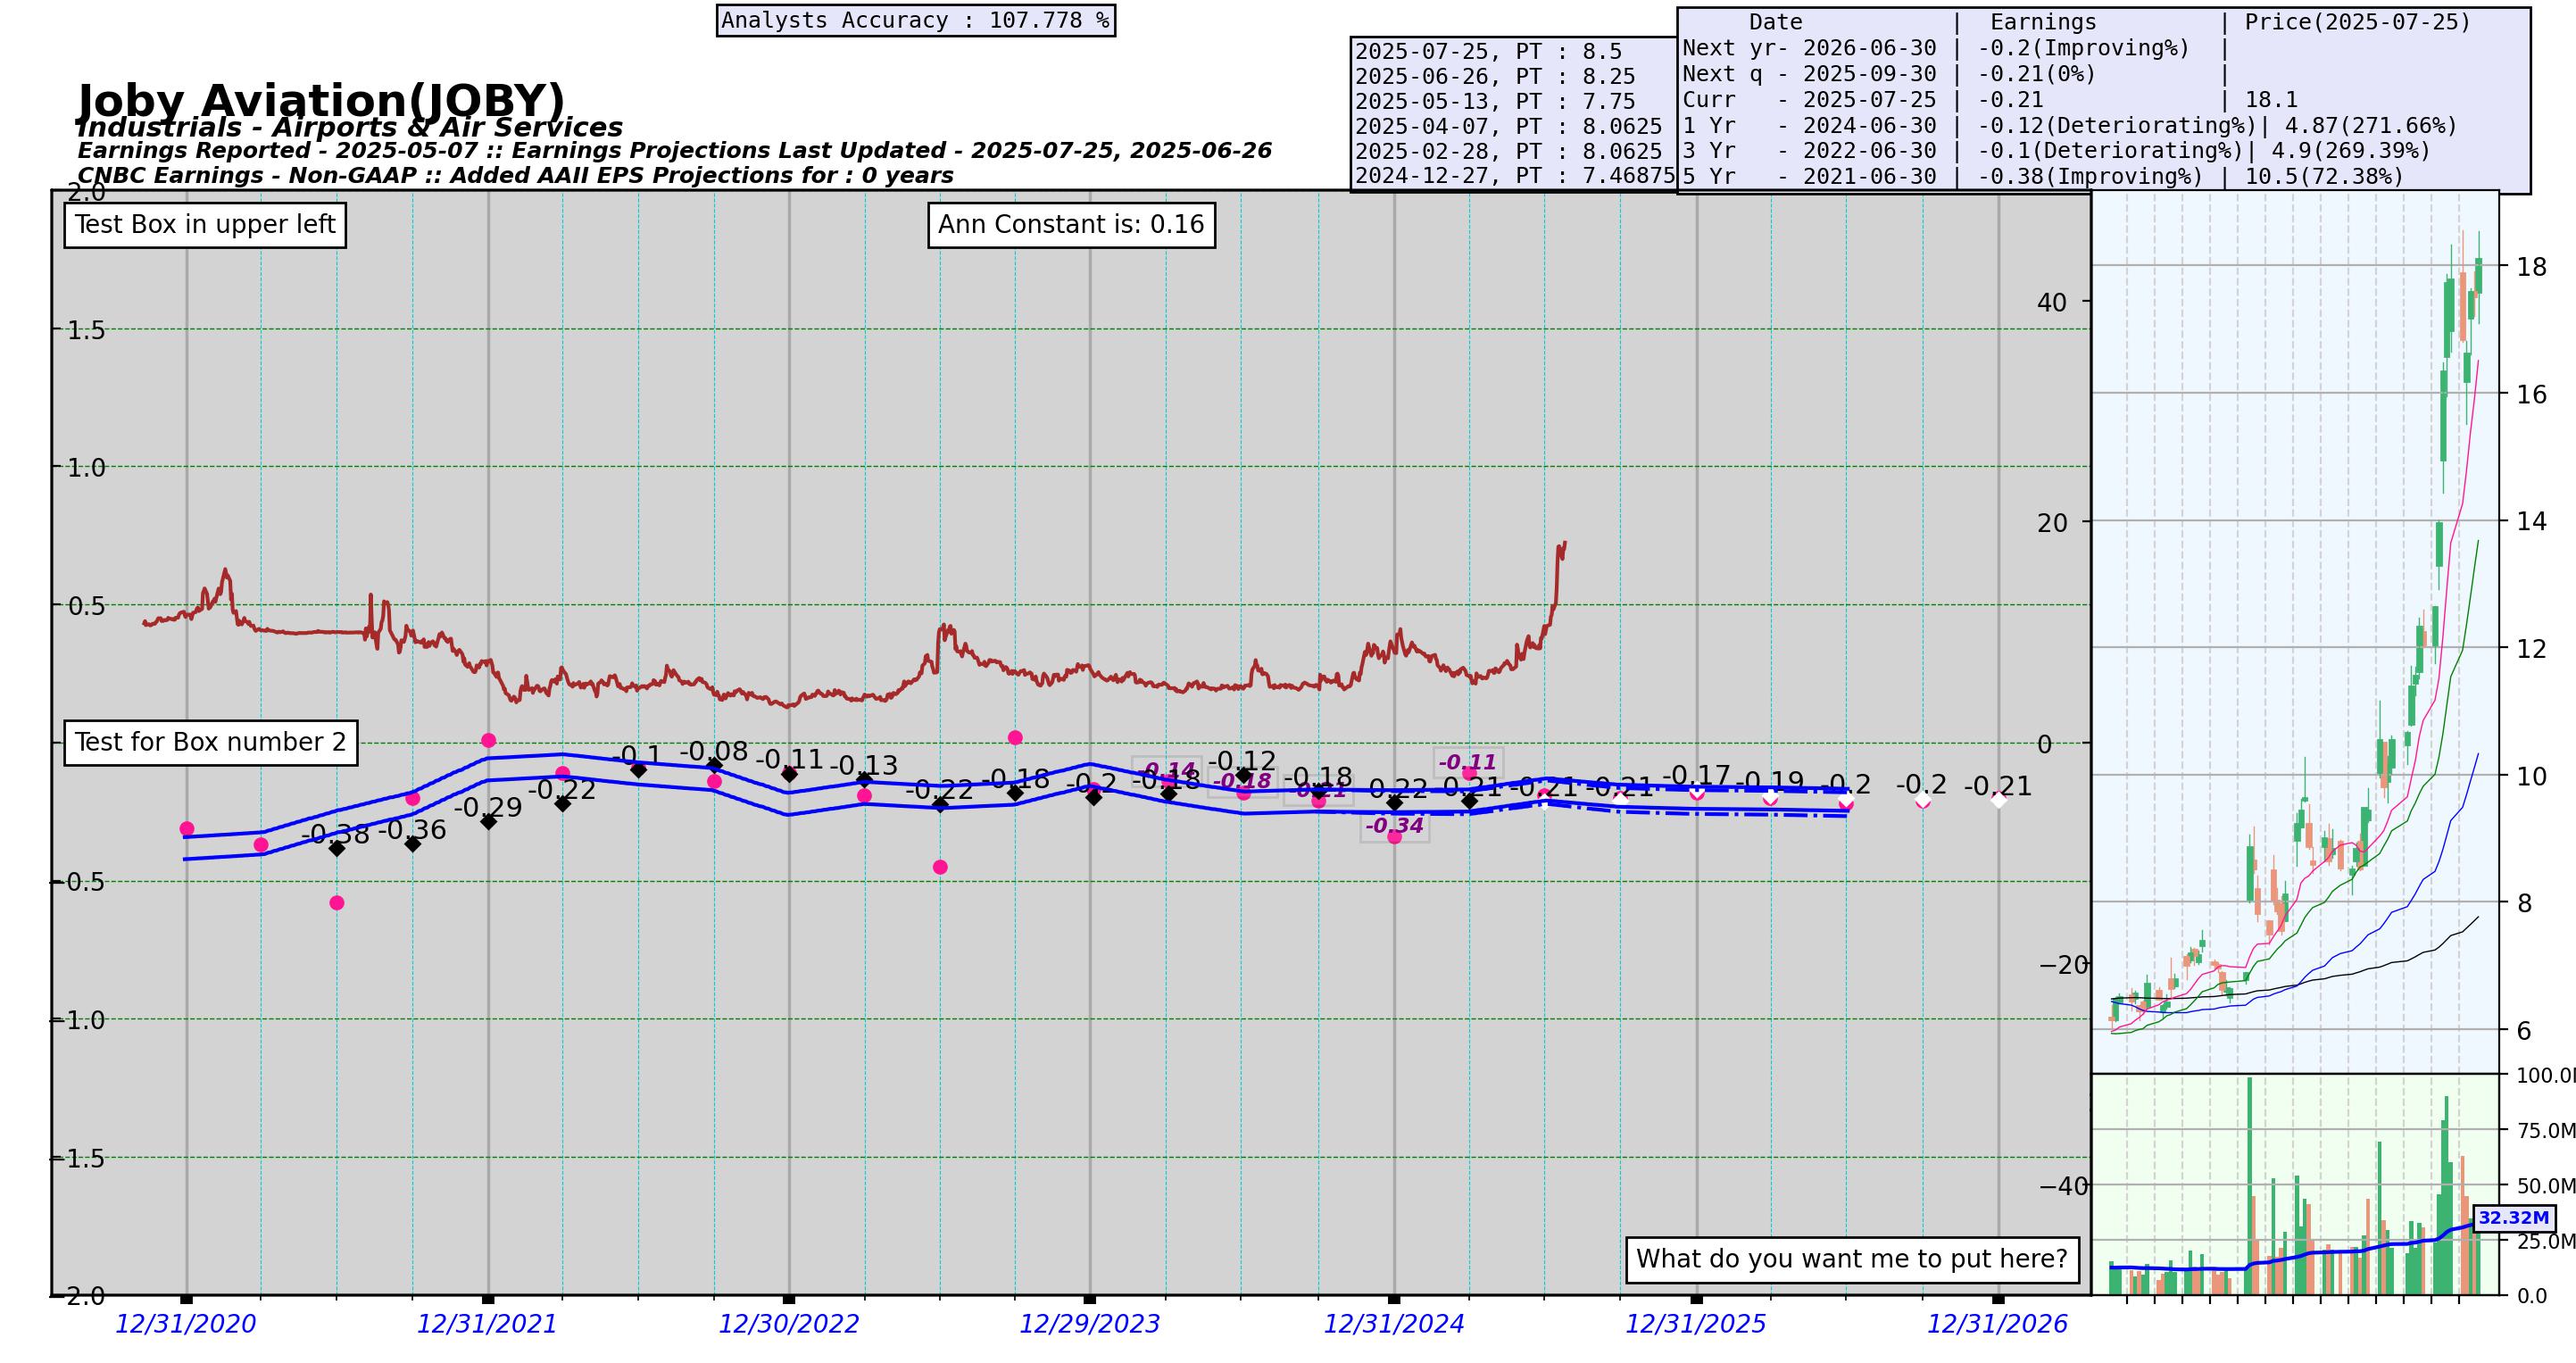 Analysts Accuracy : 107.778 %
Joby Aviation(JOBY)
Industrials - Airports & Air Services
Earnings Reported - 2025-05-07 :: Earnings Projections Last Updated - 2025-07-25, 2025-06-26
CNBC Earnings - Non-GAAP :: Added AAII EPS Projections for : 0 years
2025-07-25, PT : 8.5
2025-06-26, PT : 8.25
2025-05-13, PT : 7.75
2025-04-07, PT : 8.0625
2025-02-28, PT : 8.0625
2024-12-27, PT : 7.46875
Date | Earnings | Price(2025-07-25)
Next yr- 2026-06-30 | -0.2(Improving%) |
Next q - 2025-09-30 | -0.21(0%) |
Curr - 2025-07-25 | -0.21 | 18.1
1 Yr - 2024-06-30 | -0.12(Deteriorating%)| 4.87(271.66%)
3 Yr - 2022-06-30 | -0.1(Deteriorating%)| 4.9(269.39%)
5 Yr - 2021-06-30 | -0.38(Improving%) | 10.5(72.38%)
2.0
Test Box in upper left
Ann Constant is: 0.16
1.5
1.0
0.5
Test for Box number 2
−0.5
−1.0
−1.5
−2.0
-0.38
-0.36
-0.29
-0.22
-0.1
-0.08
-0.11
-0.13
-0.22
-0.18
-0.2
-0.14
-0.18
-0.18
-0.12
-0.21
-0.18
-0.34
-0.22
-0.11
-0.21
-0.21
-0.21
-0.17
-0.19
-0.2
-0.2
-0.21
40
20
0
−20
−40
What do you want me to put here?
18
16
14
12
10
8
6
75.0M
50.0M
32.32M
25.0M
0.0
12/31/2020
12/31/2021
12/30/2022
12/29/2023
12/31/2024
12/31/2025
12/31/2026